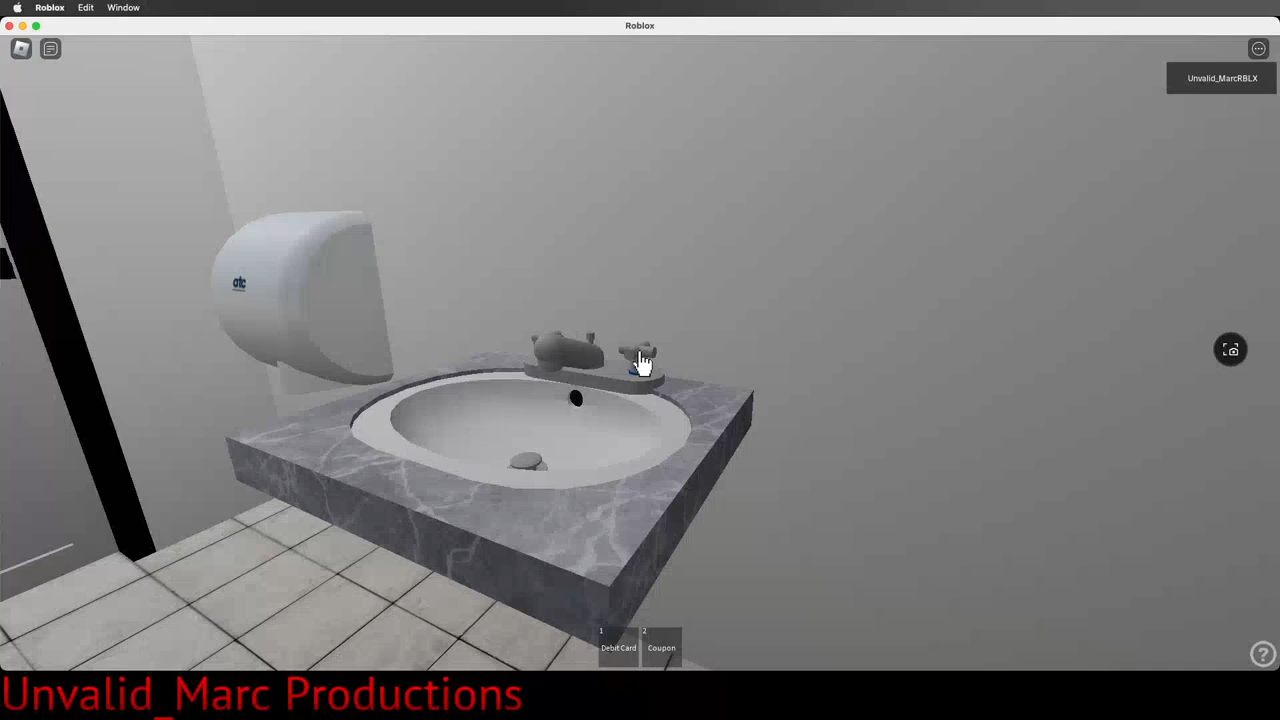 Roblox Edit Window
Roblox
Unvalid_MarcRBLX
atc
1 2
Debit Card Coupon
?
Unvalid_Marc Productions